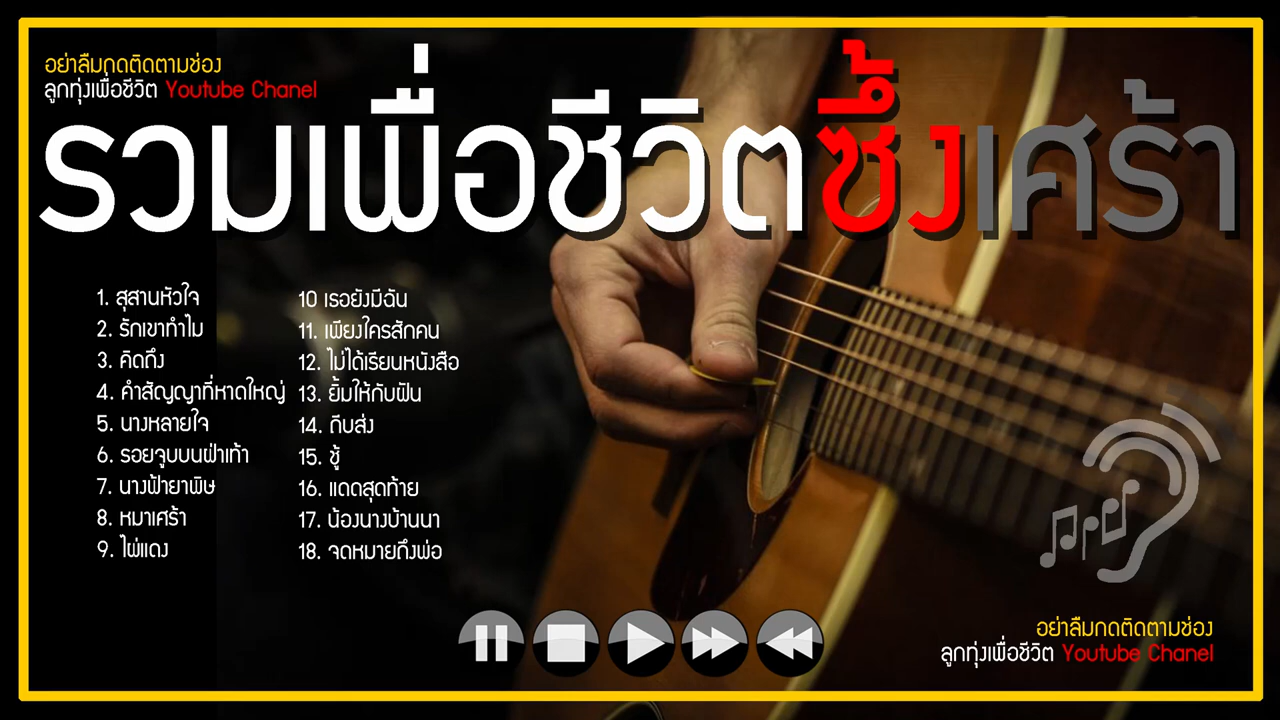 อย่าลืมกดติดตามช่อง
ลูกทุ่งเพื่อชีวิต Youtube Chanel
รวมเพื่อชีวิตซึ้งเศร้า
1. สุสานหัวใจ
2. รักเขาทำไม
3. คิดถึง
4. คำสัญญาที่หาดใหญ่
5. นางหลายใจ
6. รอยจูบบนฝ่าเท้า
7. นางฟ้ายาพิษ
8. หมาเศร้า
9. ไผ่แดง
10 เธอยังมีฉัน
11. เพียงใครสักคน
12. ไม่ได้เรียนหนังสือ
13. ยิ้มให้กับฝัน
14. ถีบส่ง
15. ชู้
16. แดดสุดท้าย
17. น้องนางบ้านนา
18. จดหมายถึงพ่อ
อย่าลืมกดติดตามช่อง
ลูกทุ่งเพื่อชีวิต Youtube Chanel